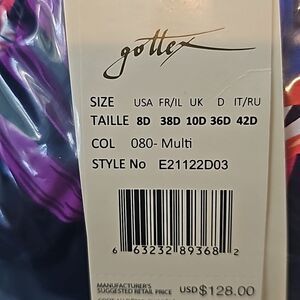 gottex
SIZE USA FR/IL UK D IT/RU
TAILLE 8D 38D 10D 36D 42D
COL 080- Multi
STYLE No E21122D03
6 63232 89368 2
MANUFACTURER'S
SUGGESTED RETAIL PRICE USD $128.00